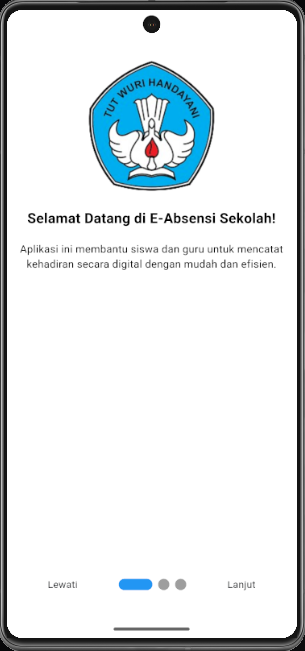 TUT WURI HANDAYANI
Selamat Datang di E-Absensi Sekolah!
Aplikasi ini membantu siswa dan guru untuk mencatat
kehadiran secara digital dengan mudah dan efisien.
Lewati
Lanjut